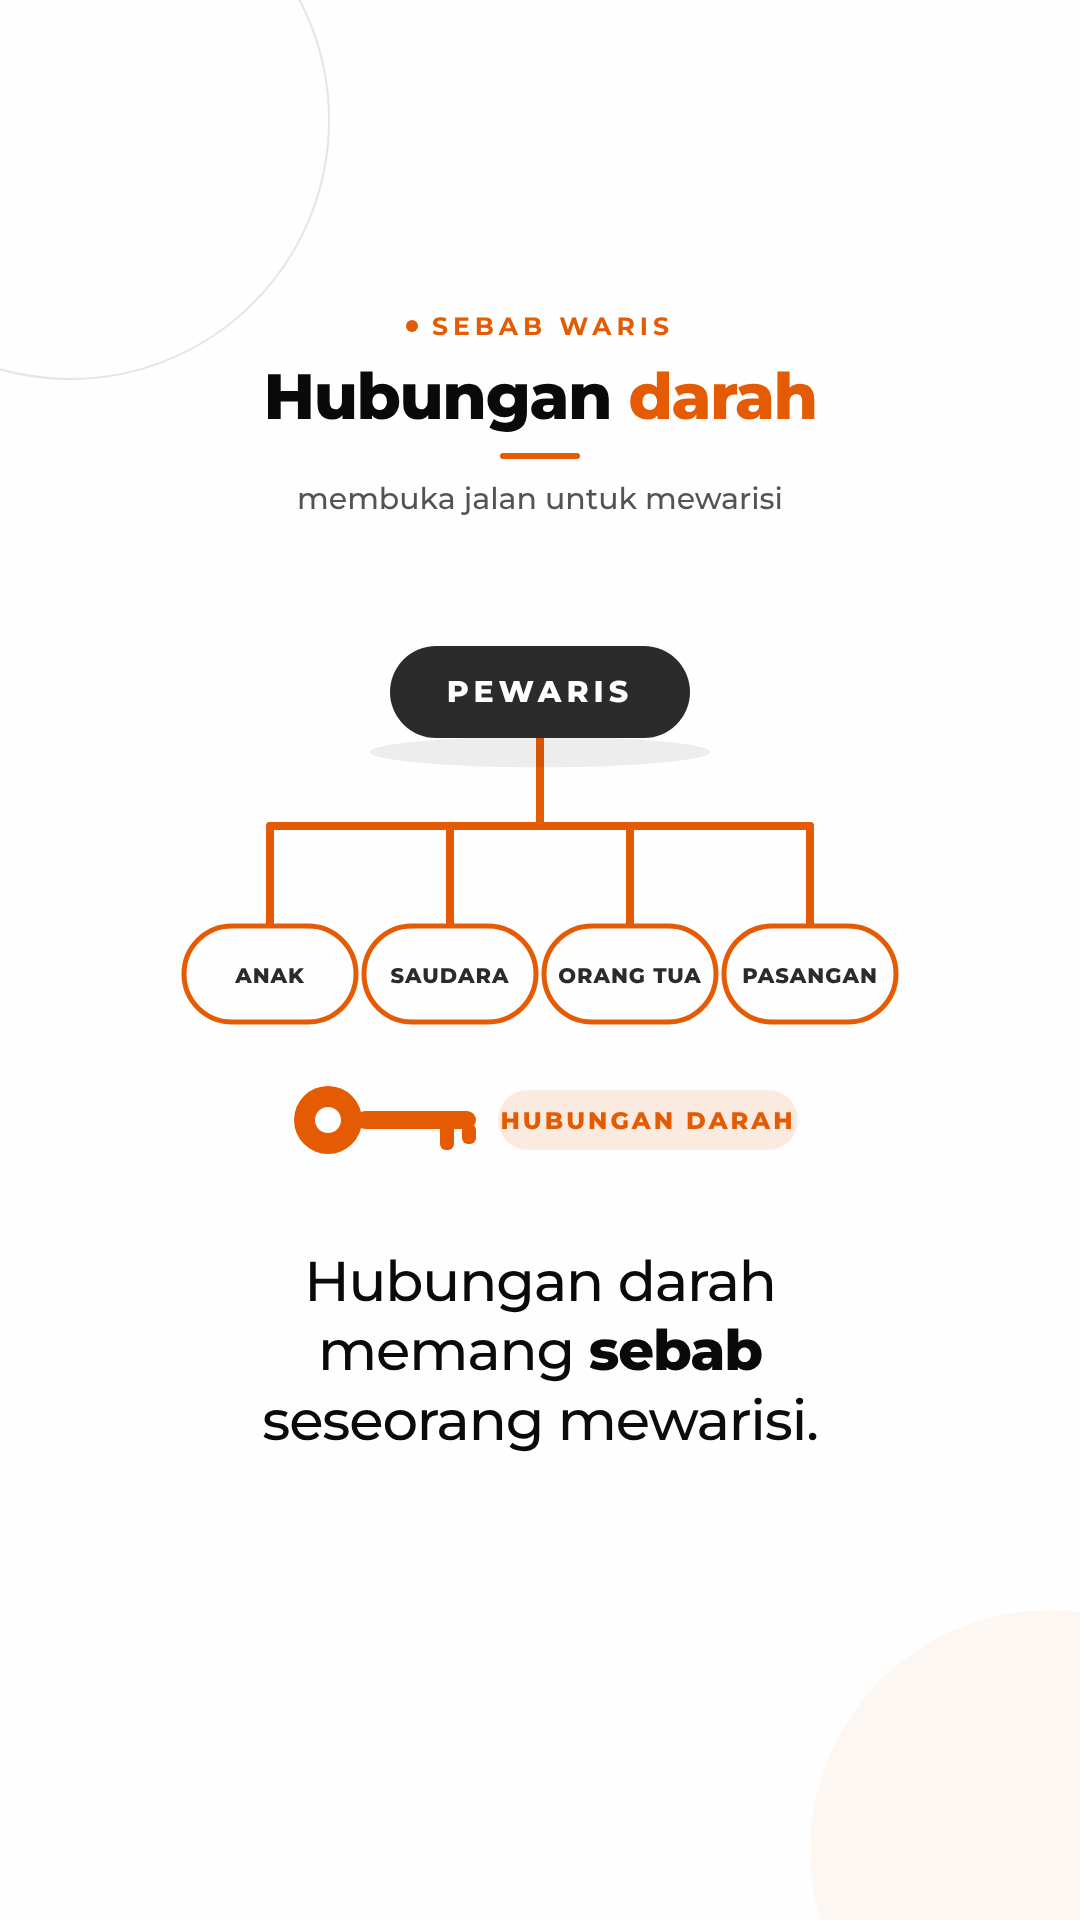 SEBAB WARIS
Hubungan darah
membuka jalan untuk mewarisi
PEWARIS
ANAK
SAUDARA
ORANG TUA
PASANGAN
HUBUNGAN DARAH
Hubungan darah
memang sebab
seseorang mewarisi.